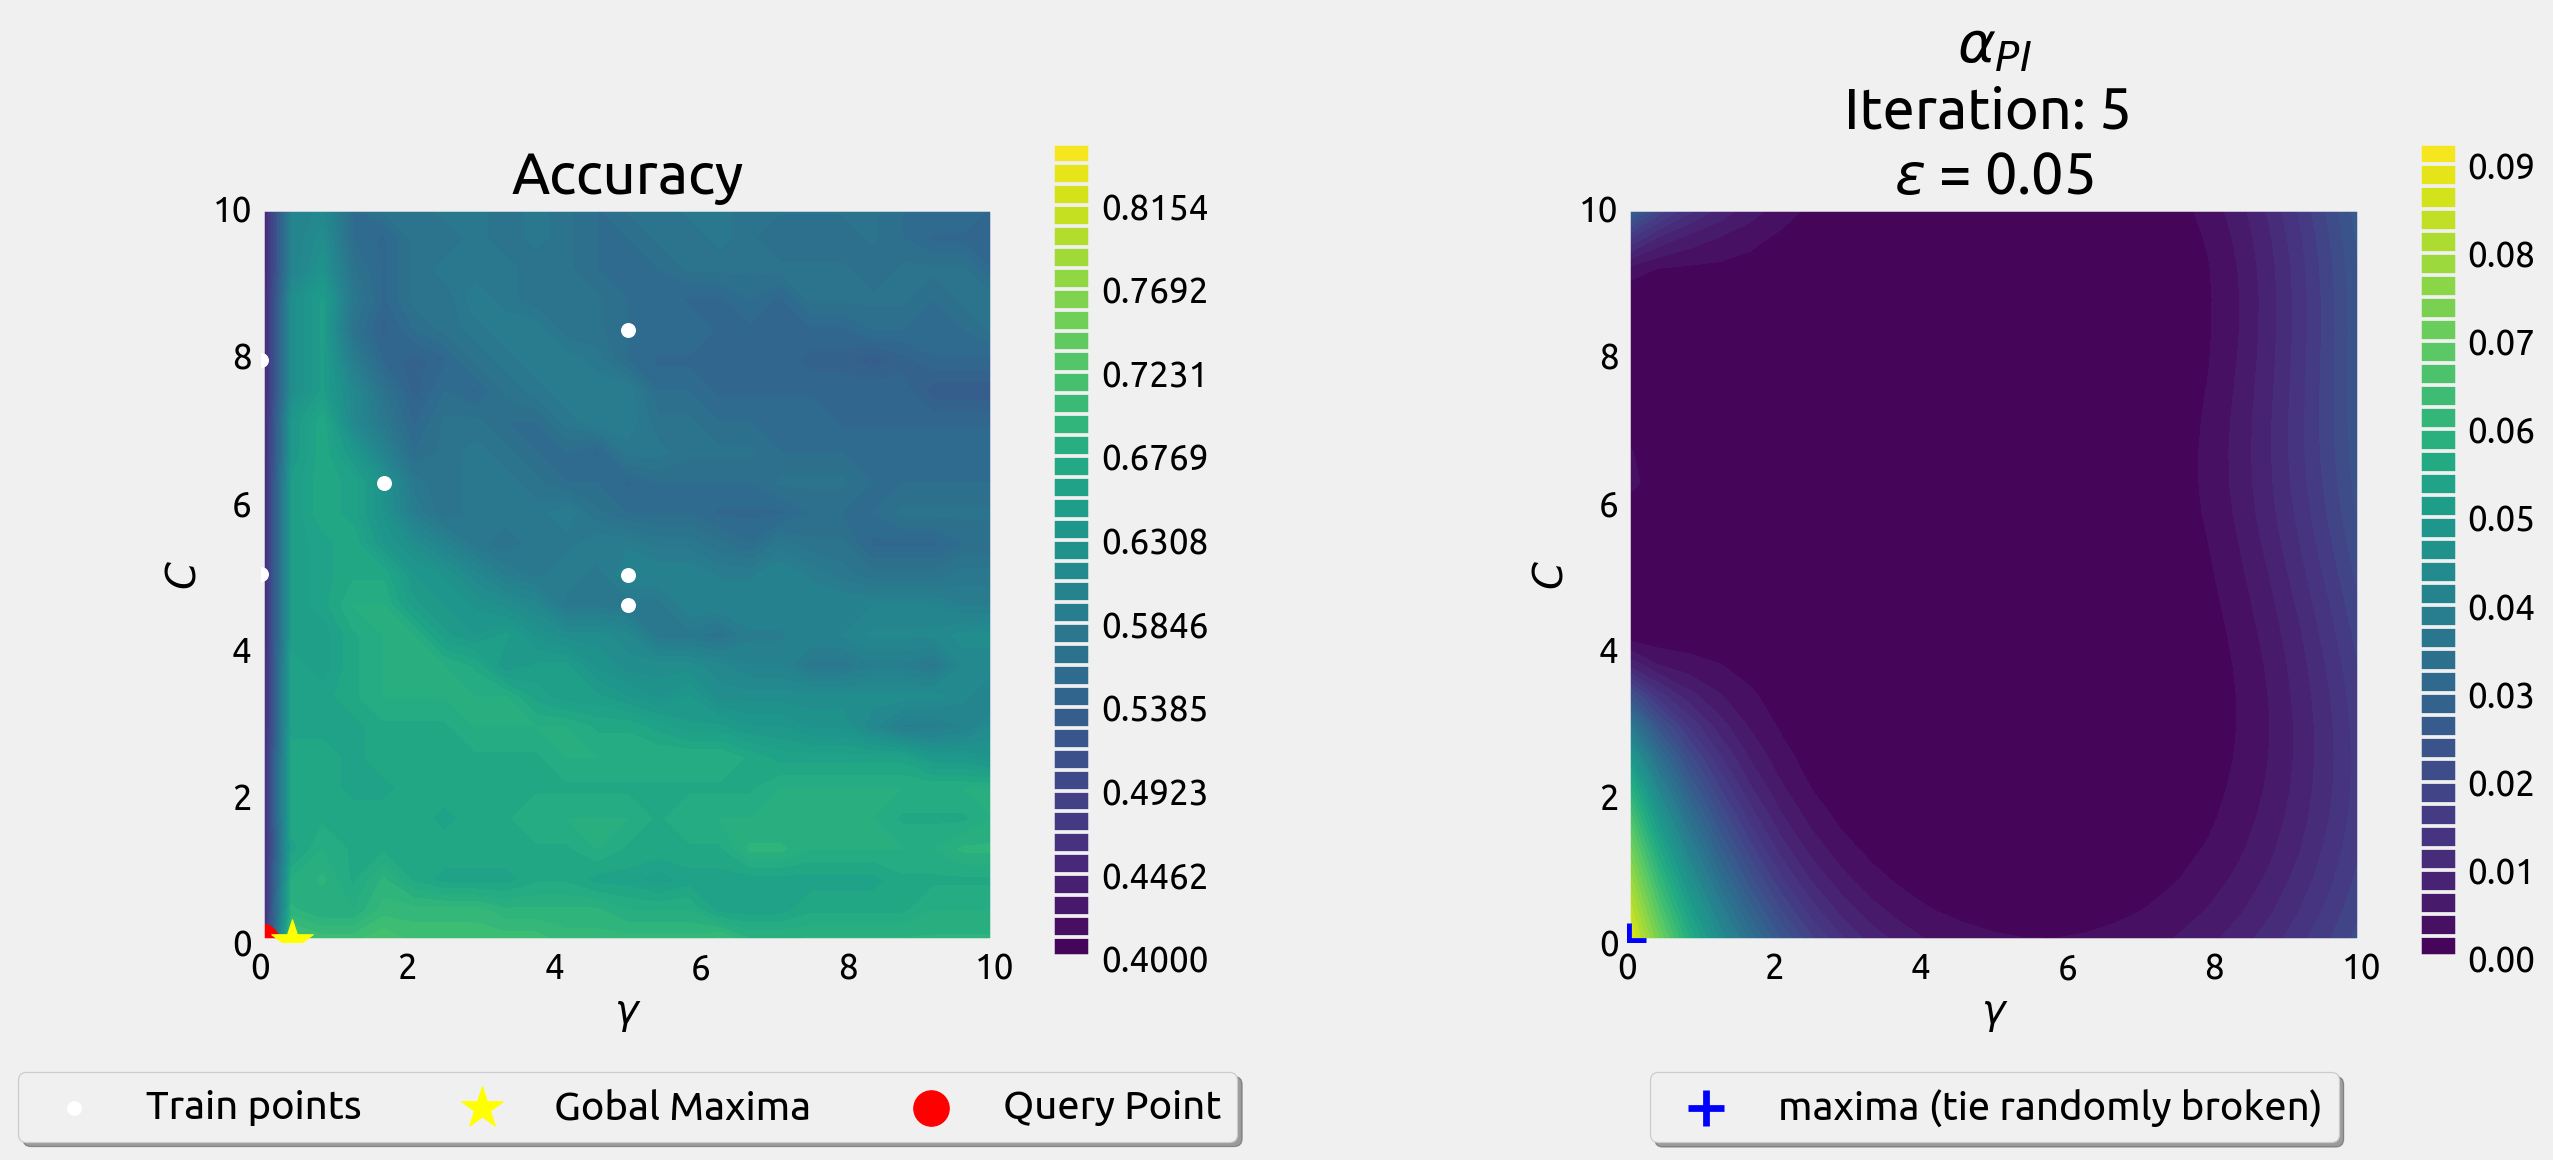 Accuracy
10
8
6
4
2
0
C
0 2 4 6 8 10
γ
0.8154
0.7692
0.7231
0.6769
0.6308
0.5846
0.5385
0.4923
0.4462
0.4000
Train points Gobal Maxima Query Point
α_PI
Iteration: 5
ε = 0.05
10
8
6
4
2
0
C
0 2 4 6 8 10
γ
0.09
0.08
0.07
0.06
0.05
0.04
0.03
0.02
0.01
0.00
maxima (tie randomly broken)